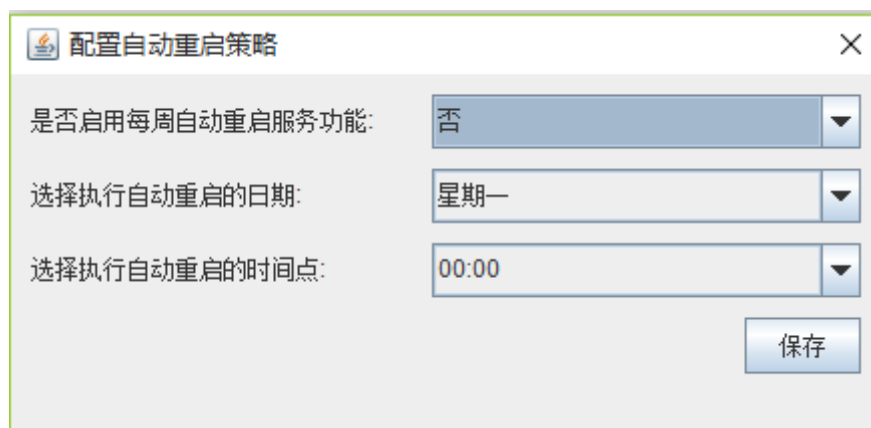 配置自动重启策略
是否启用每周自动重启服务功能: 否
选择执行自动重启的日期: 星期一
选择执行自动重启的时间点: 00:00
保存